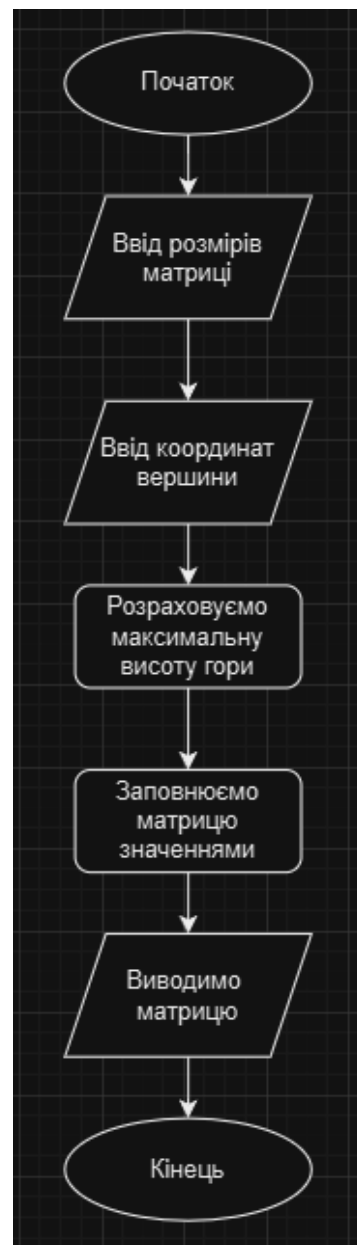 Початок
Ввід розмірів
матриці
Ввід координат
вершини
Розраховуємо
максимальну
висоту гори
Заповнюємо
матрицю
значеннями
Виводимо
матрицю
Кінець